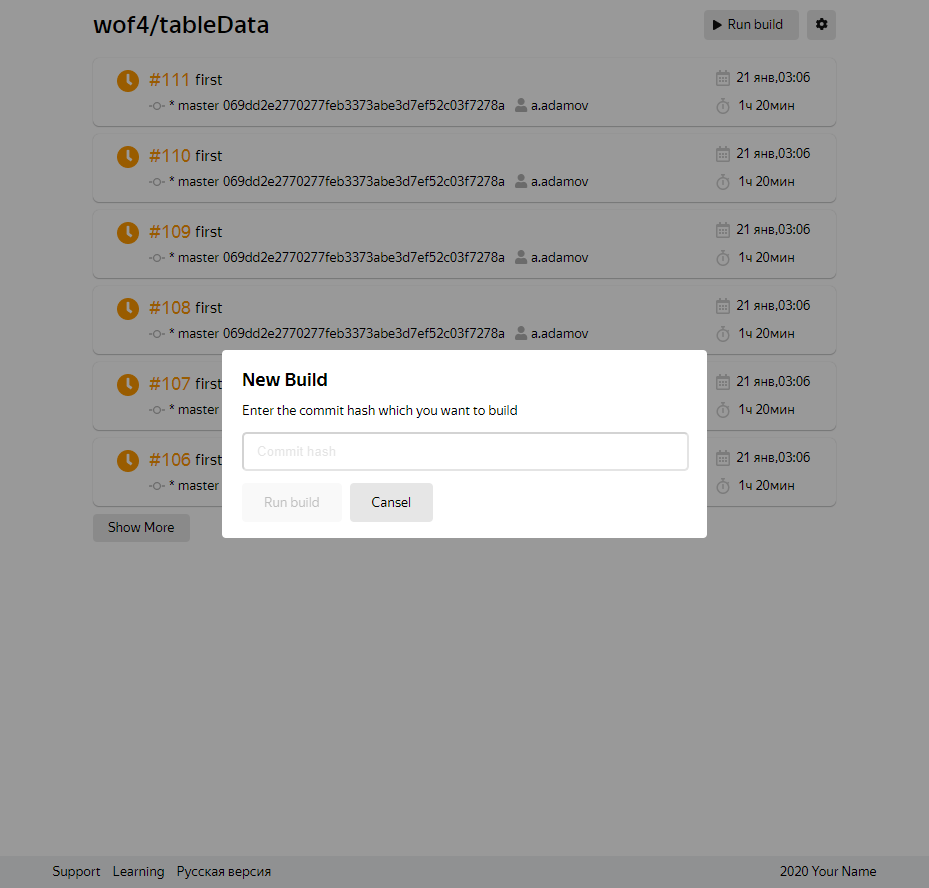 wof4/tableData Run build
#111 first 21 янв,03:06
* master 069dd2e2770277feb3373abe3d7ef52c03f7278a a.adamov 1ч 20мин
#110 first 21 янв,03:06
* master 069dd2e2770277feb3373abe3d7ef52c03f7278a a.adamov 1ч 20мин
#109 first 21 янв,03:06
* master 069dd2e2770277feb3373abe3d7ef52c03f7278a a.adamov 1ч 20мин
#108 first 21 янв,03:06
* master 069dd2e2770277feb3373abe3d7ef52c03f7278a a.adamov 1ч 20мин
#107 first 21 янв,03:06
* master 1ч 20мин
#106 first 21 янв,03:06
* master 1ч 20мин
Show More
New Build
Enter the commit hash which you want to build
Commit hash
Run build Cansel
Support Learning Русская версия 2020 Your Name